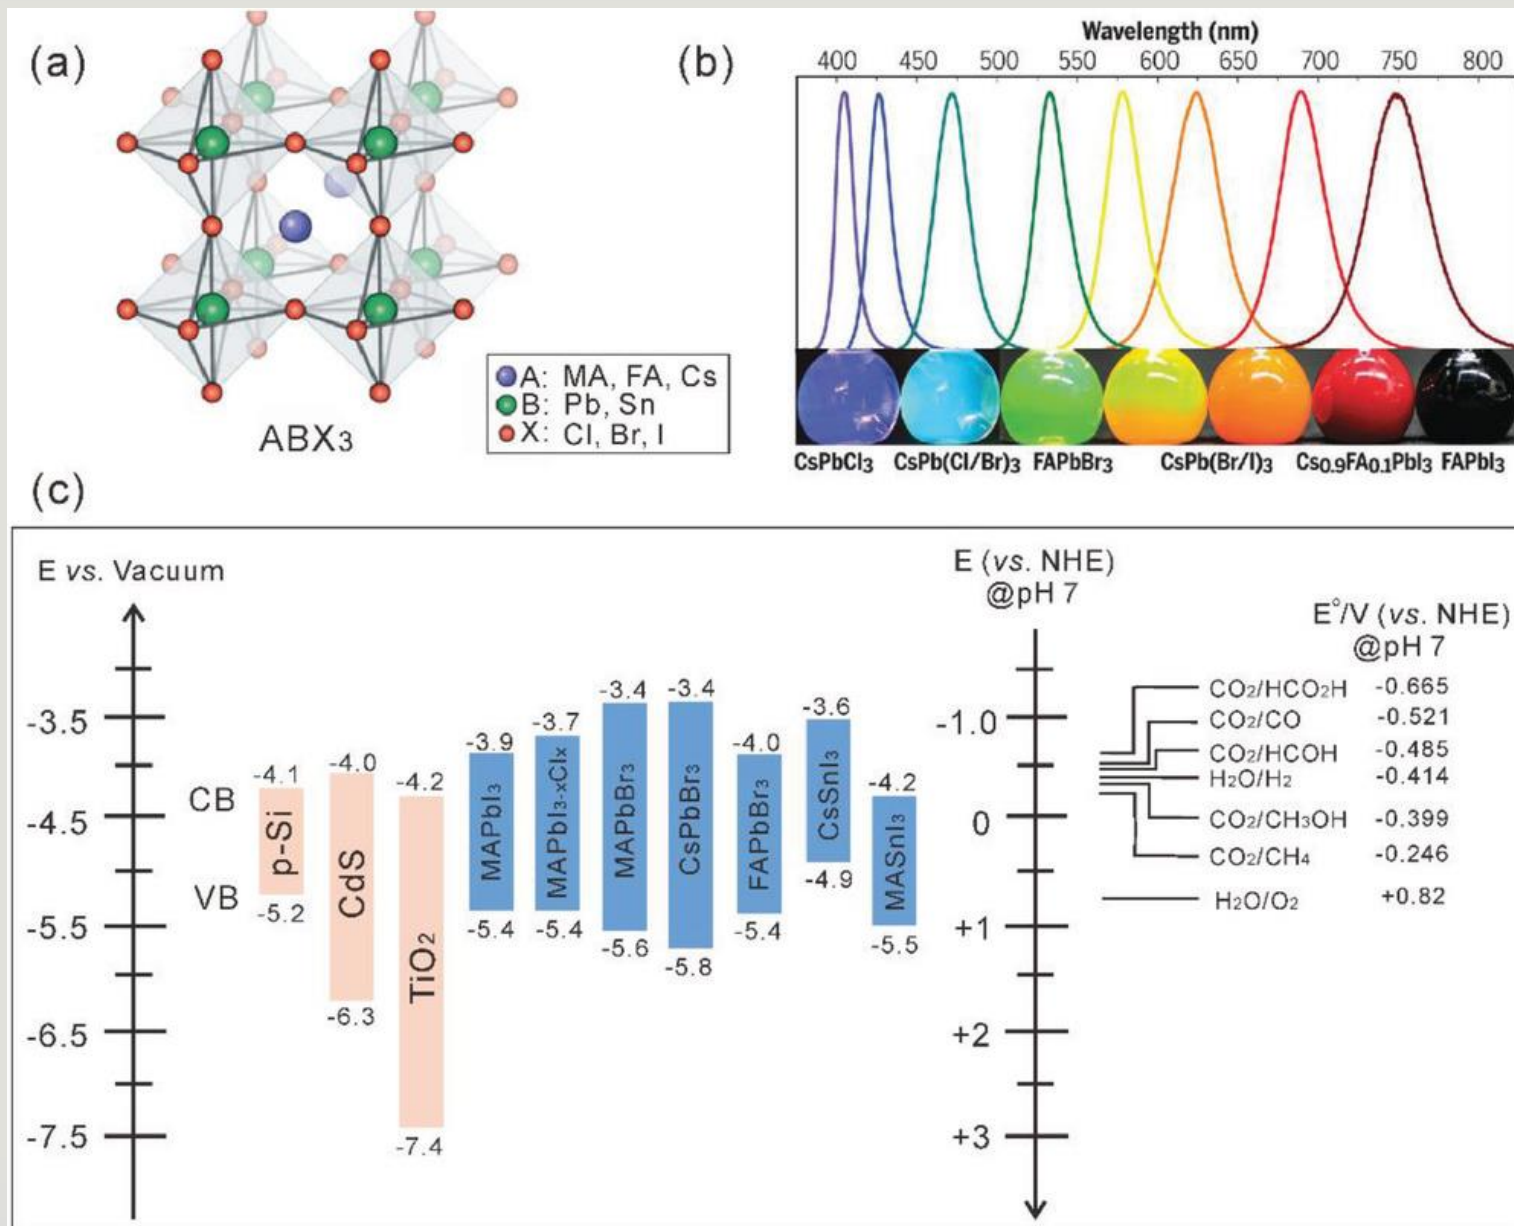 (a)
A: MA, FA, Cs
B: Pb, Sn
X: Cl, Br, I
ABX3
(b)
Wavelength (nm)
400 450 500 550 600 650 700 750 800
CsPbCl3 CsPb(Cl/Br)3 FAPbBr3 CsPb(Br/I)3 Cs0.9FA0.1PbI3 FAPbI3
(c)
E vs. Vacuum
-3.5
-4.5
-5.5
-6.5
-7.5
CB
VB
-4.1
p-Si
-5.2
-4.0
CdS
-6.3
-4.2
TiO2
-7.4
-3.9
MAPbI3
-5.4
-3.7
MAPbI3-xClx
-5.4
-3.4
MAPbBr3
-5.6
-3.4
CsPbBr3
-5.8
-4.0
FAPbBr3
-5.4
-3.6
CsSnI3
-4.9
-4.2
MASnI3
-5.5
E (vs. NHE)
@pH 7
-1.0
0
+1
+2
+3
E°/V (vs. NHE)
@pH 7
CO2/HCO2H -0.665
CO2/CO -0.521
CO2/HCOH -0.485
H2O/H2 -0.414
CO2/CH3OH -0.399
CO2/CH4 -0.246
H2O/O2 +0.82